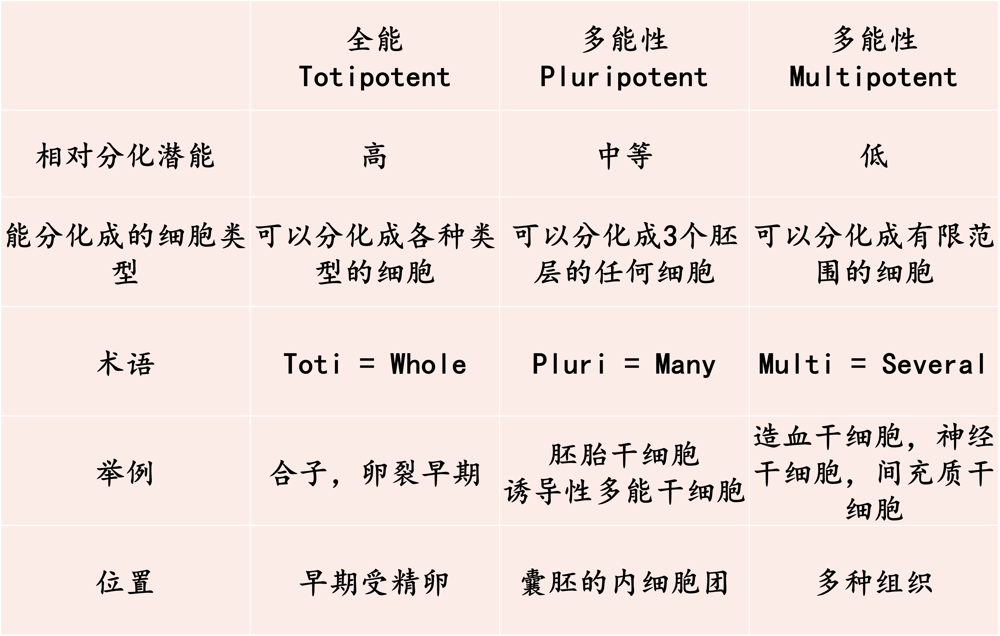 全能
Totipotent
多能性
Pluripotent
多能性
Multipotent
相对分化潜能
高
中等
低
能分化成的细胞类
型
可以分化成各种类
型的细胞
可以分化成3个胚
层的任何细胞
可以分化成有限范
围的细胞
术语
Toti = Whole
Pluri = Many
Multi = Several
举例
合子，卵裂早期
胚胎干细胞
诱导性多能干细胞
造血干细胞，神经
干细胞，间充质干
细胞
位置
早期受精卵
囊胚的内细胞团
多种组织